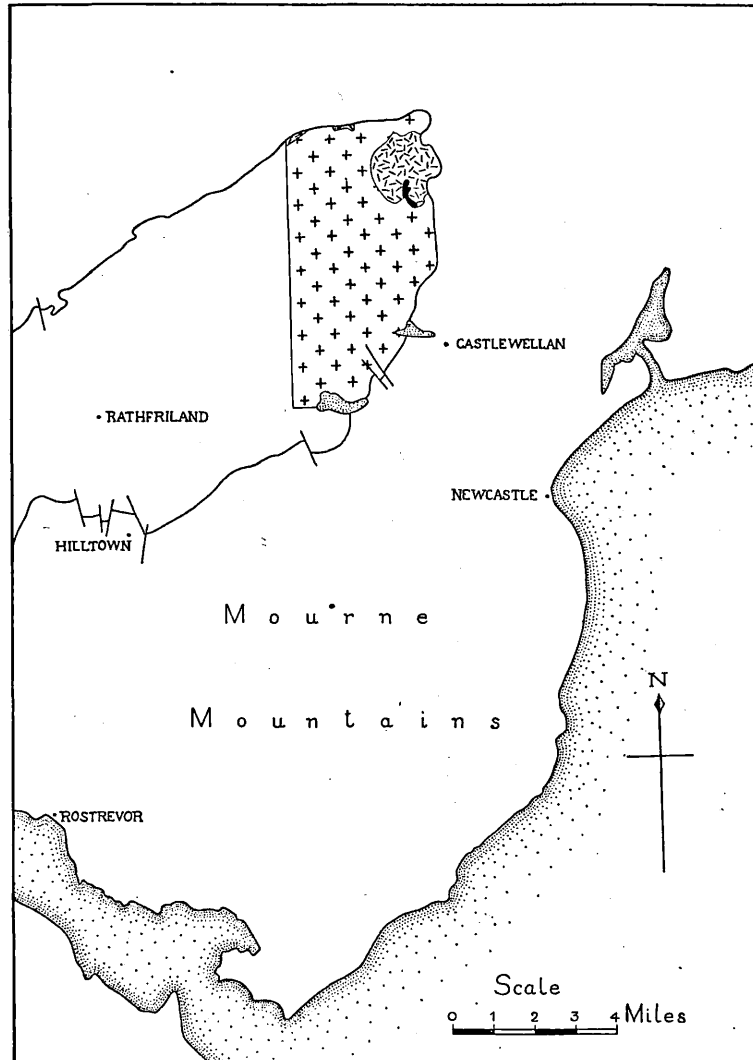 CASTLEWELLAN
RATHFRILAND
NEWCASTLE
HILLTOWN
Mourne
Mountains
N
ROSTREVOR
Scale
0 1 2 3 4 Miles